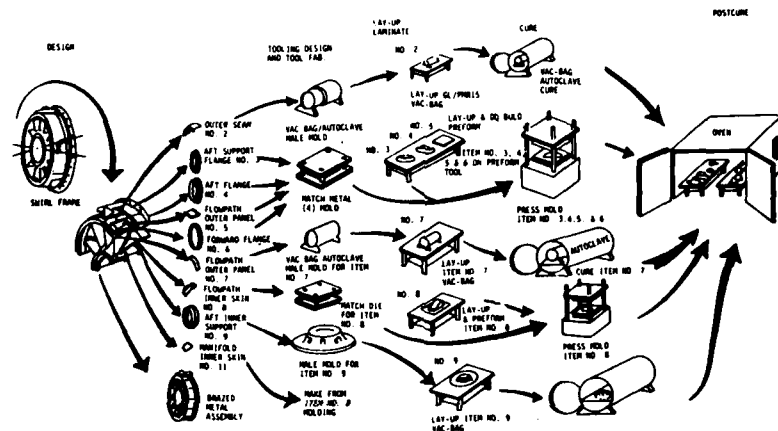 DESIGN
TOOLING DESIGN
AND TOOL FAB
LAY-UP
LAMINATE
CURE
POSTCURE
SWIRL FRAME
OUTER SEAM
NO. 2
AFT SUPPORT
FLANGE NO. 3
AFT FLANGE
NO. 4
FLOWPATH
OUTER PANEL
NO. 5
FORWARD FLANGE
NO. 6
FLOWPATH
OUTER PANEL
NO. 7
FLOWPATH
INNER SKIN
NO. 8
AFT INNER
SUPPORT
NO. 9
MANIFOLD
INNER SKIN
NO. 11
BRAZED
METAL
ASSEMBLY
VAC BAG/AUTOCLAVE
MALE MOLD
MATCH METAL
(4) MOLD
VAC BAG AUTOCLAVE
MALE MOLD FOR ITEM
NO. 7
MATCH DIE
FOR ITEM
NO. 8
MALE MOLD FOR
ITEM NO. 9
MAKE FROM
ITEM NO. 8
MOLDING
NO. 2
LAY-UP GL/PMR15
VAC-BAG
NO. 5
NO. 4
NO. 3
LAY-UP & DQ BUILD
PREFORM
ITEM NO. 3, 4,
5 & 6 ON PREFORM
TOOL
NO. 7
LAY-UP
ITEM NO. 7
VAC-BAG
NO. 8
LAY-UP
& PREFORM
ITEM NO. 8
NO. 9
LAY-UP ITEM NO. 9
VAC-BAG
VAC-BAG
AUTOCLAVE
CURE
PRESS MOLD
ITEM NO 3.4.5. & 6
AUTOCLAVE
CURE ITEM NO 7
PRESS MOLD
ITEM NO. 8
OVEN